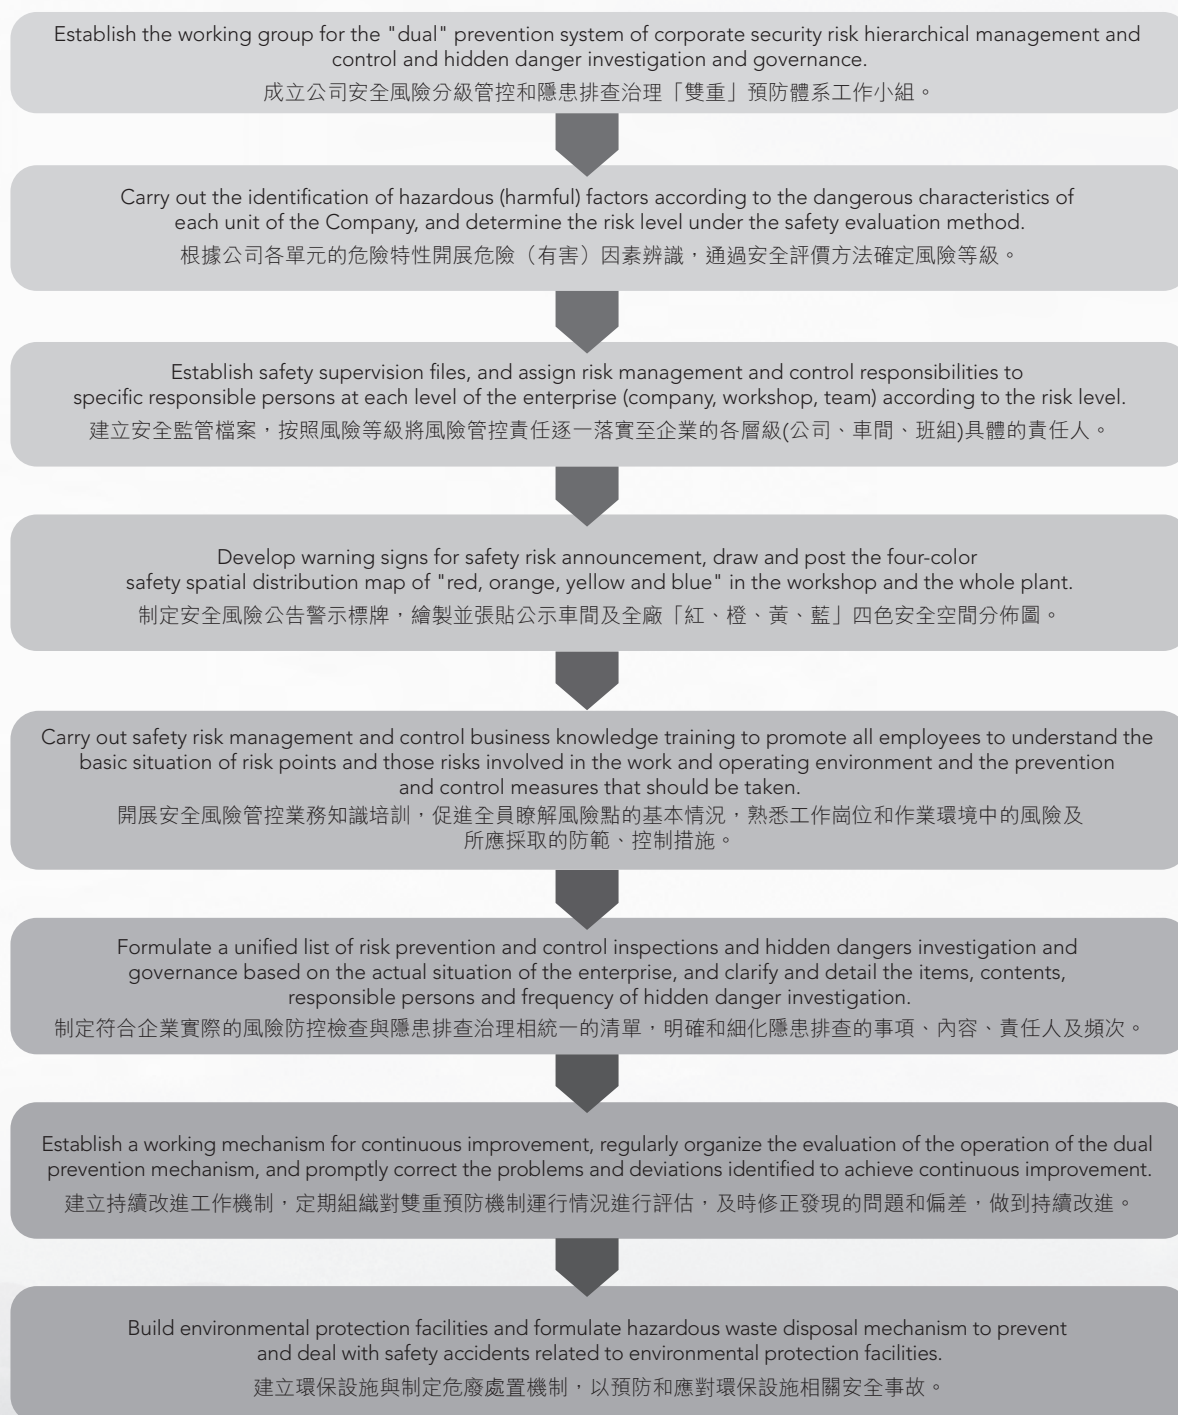 Establish the working group for the "dual" prevention system of corporate security risk hierarchical management and
control and hidden danger investigation and governance.
成立公司安全風險分級管控和隱患排查治理「雙重」預防體系工作小組。
Carry out the identification of hazardous (harmful) factors according to the dangerous characteristics of
each unit of the Company, and determine the risk level under the safety evaluation method.
根據公司各單元的危險特性開展危險（有害）因素辨識，通過安全評價方法確定風險等級。
Establish safety supervision files, and assign risk management and control responsibilities to
specific responsible persons at each level of the enterprise (company, workshop, team) according to the risk level.
建立安全監管檔案，按照風險等級將風險管控責任逐一落實至企業的各層級(公司、車間、班組)具體的責任人。
Develop warning signs for safety risk announcement, draw and post the four-color
safety spatial distribution map of "red, orange, yellow and blue" in the workshop and the whole plant.
制定安全風險公告警示標牌，繪製並張貼公示車間及全廠「紅、橙、黃、藍」四色安全空間分佈圖。
Carry out safety risk management and control business knowledge training to promote all employees to understand the
basic situation of risk points and those risks involved in the work and operating environment and the prevention
and control measures that should be taken.
開展安全風險管控業務知識培訓，促進全員瞭解風險點的基本情況，熟悉工作崗位和作業環境中的風險及
所應採取的防範、控制措施。
Formulate a unified list of risk prevention and control inspections and hidden dangers investigation and
governance based on the actual situation of the enterprise, and clarify and detail the items, contents,
responsible persons and frequency of hidden danger investigation.
制定符合企業實際的風險防控檢查與隱患排查治理相統一的清單，明確和細化隱患排查的事項、內容、責任人及頻次。
Establish a working mechanism for continuous improvement, regularly organize the evaluation of the operation of the dual
prevention mechanism, and promptly correct the problems and deviations identified to achieve continuous improvement.
建立持續改進工作機制，定期組織對雙重預防機制運行情況進行評估，及時修正發現的問題和偏差，做到持續改進。
Build environmental protection facilities and formulate hazardous waste disposal mechanism to prevent
and deal with safety accidents related to environmental protection facilities.
建立環保設施與制定危廢處置機制，以預防和應對環保設施相關安全事故。